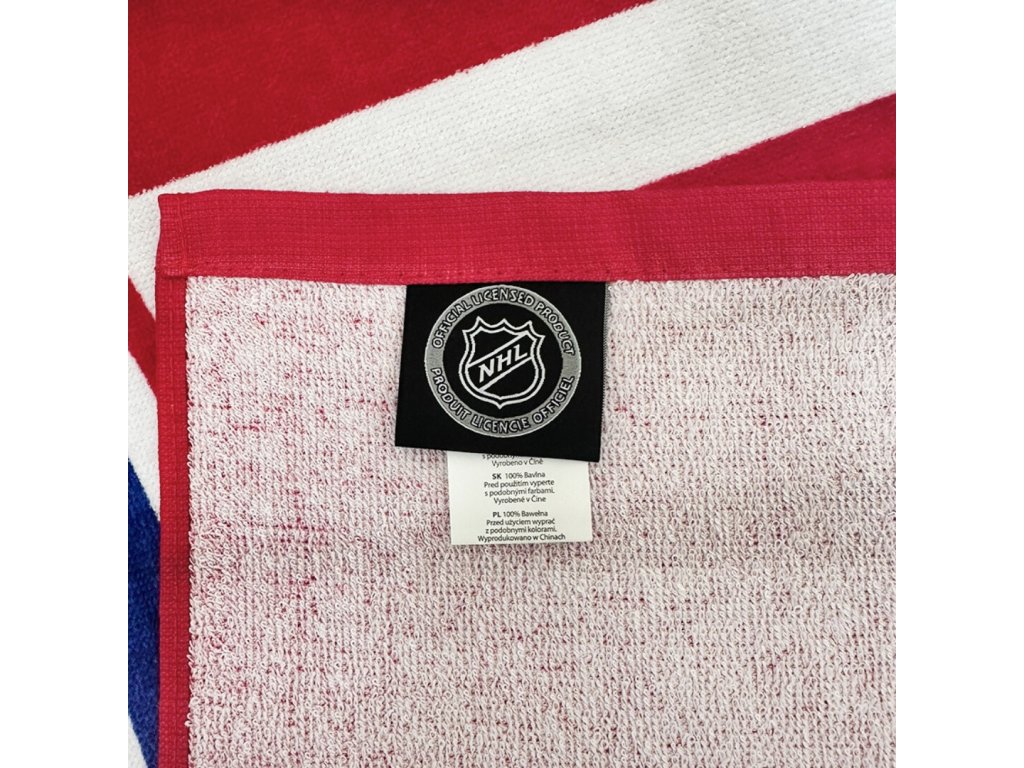 OFFICIAL LICENSED PRODUCT
NHL
PRODUIT LICENCIE OFFICIEL
Vyrobeno v Číně
SK 100% Bavlna
Pred použitím vyperte
s podobnými farbami.
Vyrobené v Číne
PL 100% Bawełna
Przed użyciem wyprać
z podobnymi kolorami.
Wyprodukowano w Chinach